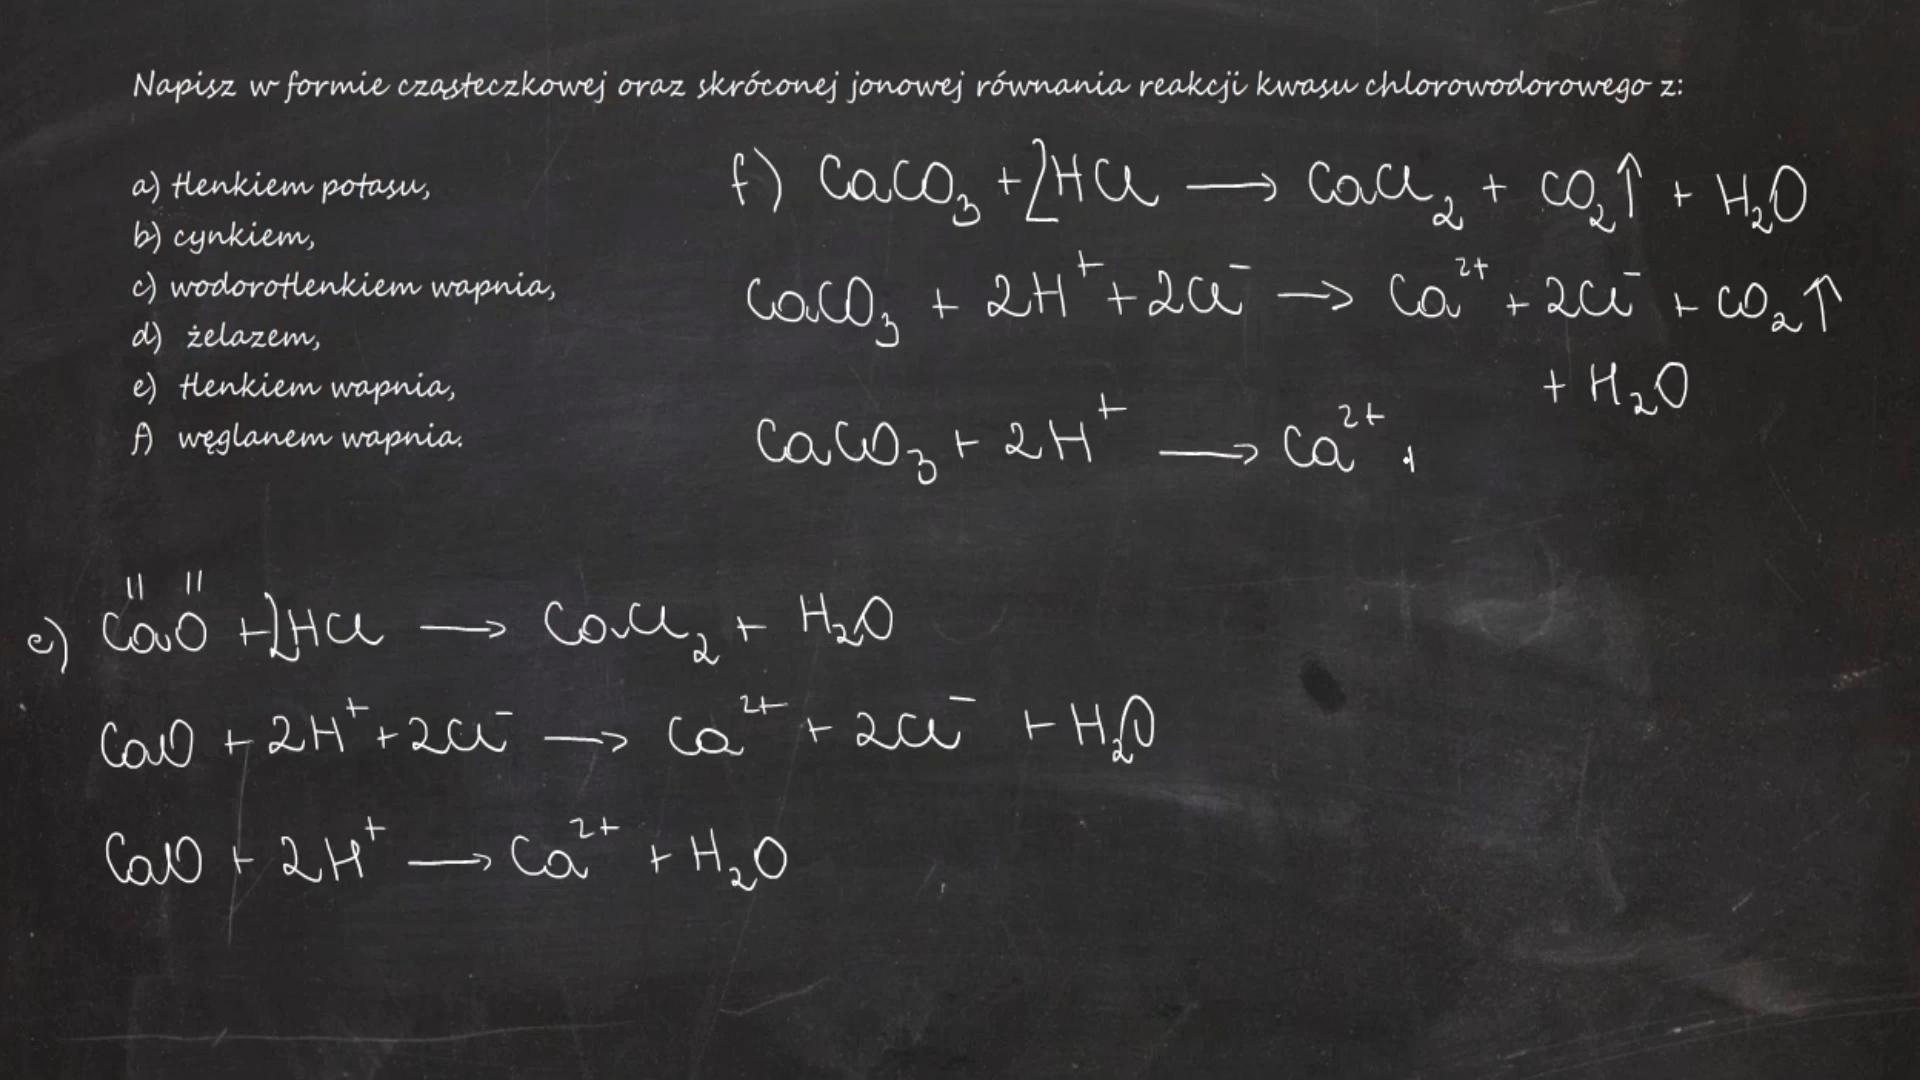 Napisz w formie cząsteczkowej oraz skróconej jonowej równania reakcji kwasu chlorowodorowego z:
a) tlenkiem potasu,
b) cynkiem,
c) wodorotlenkiem wapnia,
d) żelazem,
e) tlenkiem wapnia,
f) węglanem wapnia.
f) CaCO₃ + 2HCl → CaCl₂ + CO₂↑ + H₂O
CaCO₃ + 2H⁺ + 2Cl⁻ → Ca²⁺ + 2Cl⁻ + CO₂↑
+ H₂O
CaCO₃ + 2H⁺ → Ca²⁺ +
II II
e) CaO + 2HCl → CaCl₂ + H₂O
CaO + 2H⁺ + 2Cl⁻ → Ca²⁺ + 2Cl⁻ + H₂O
CaO + 2H⁺ → Ca²⁺ + H₂O